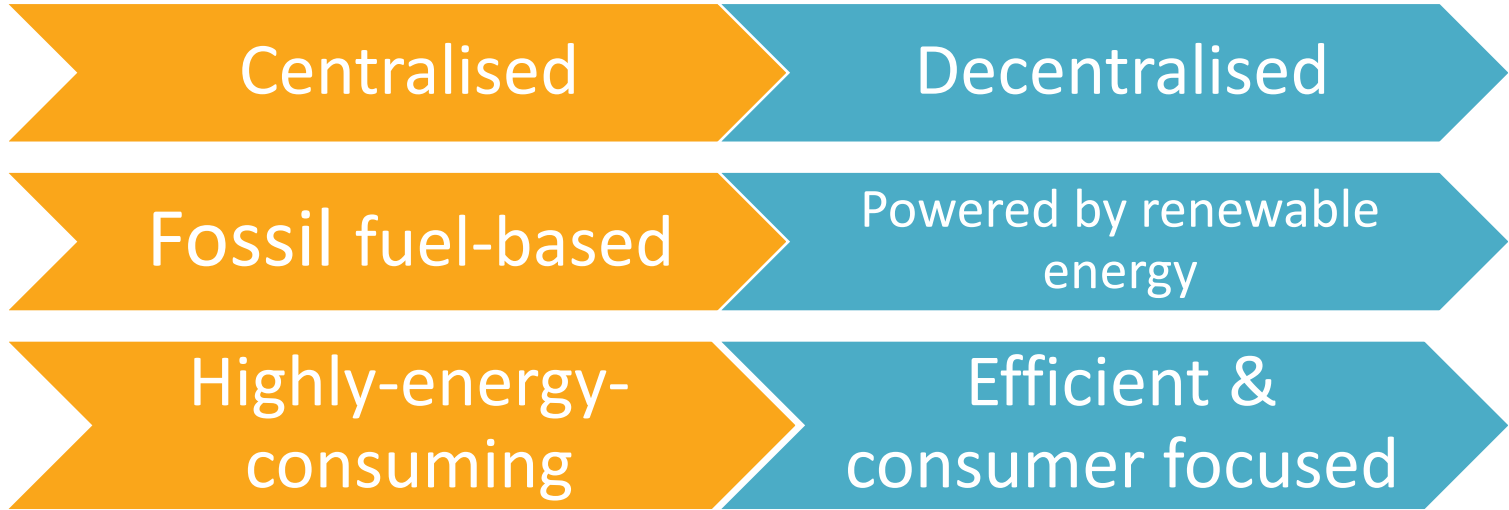 Centralised
Decentralised
Fossil fuel-based
Powered by renewable
energy
Highly-energy-
consuming
Efficient &
consumer focused